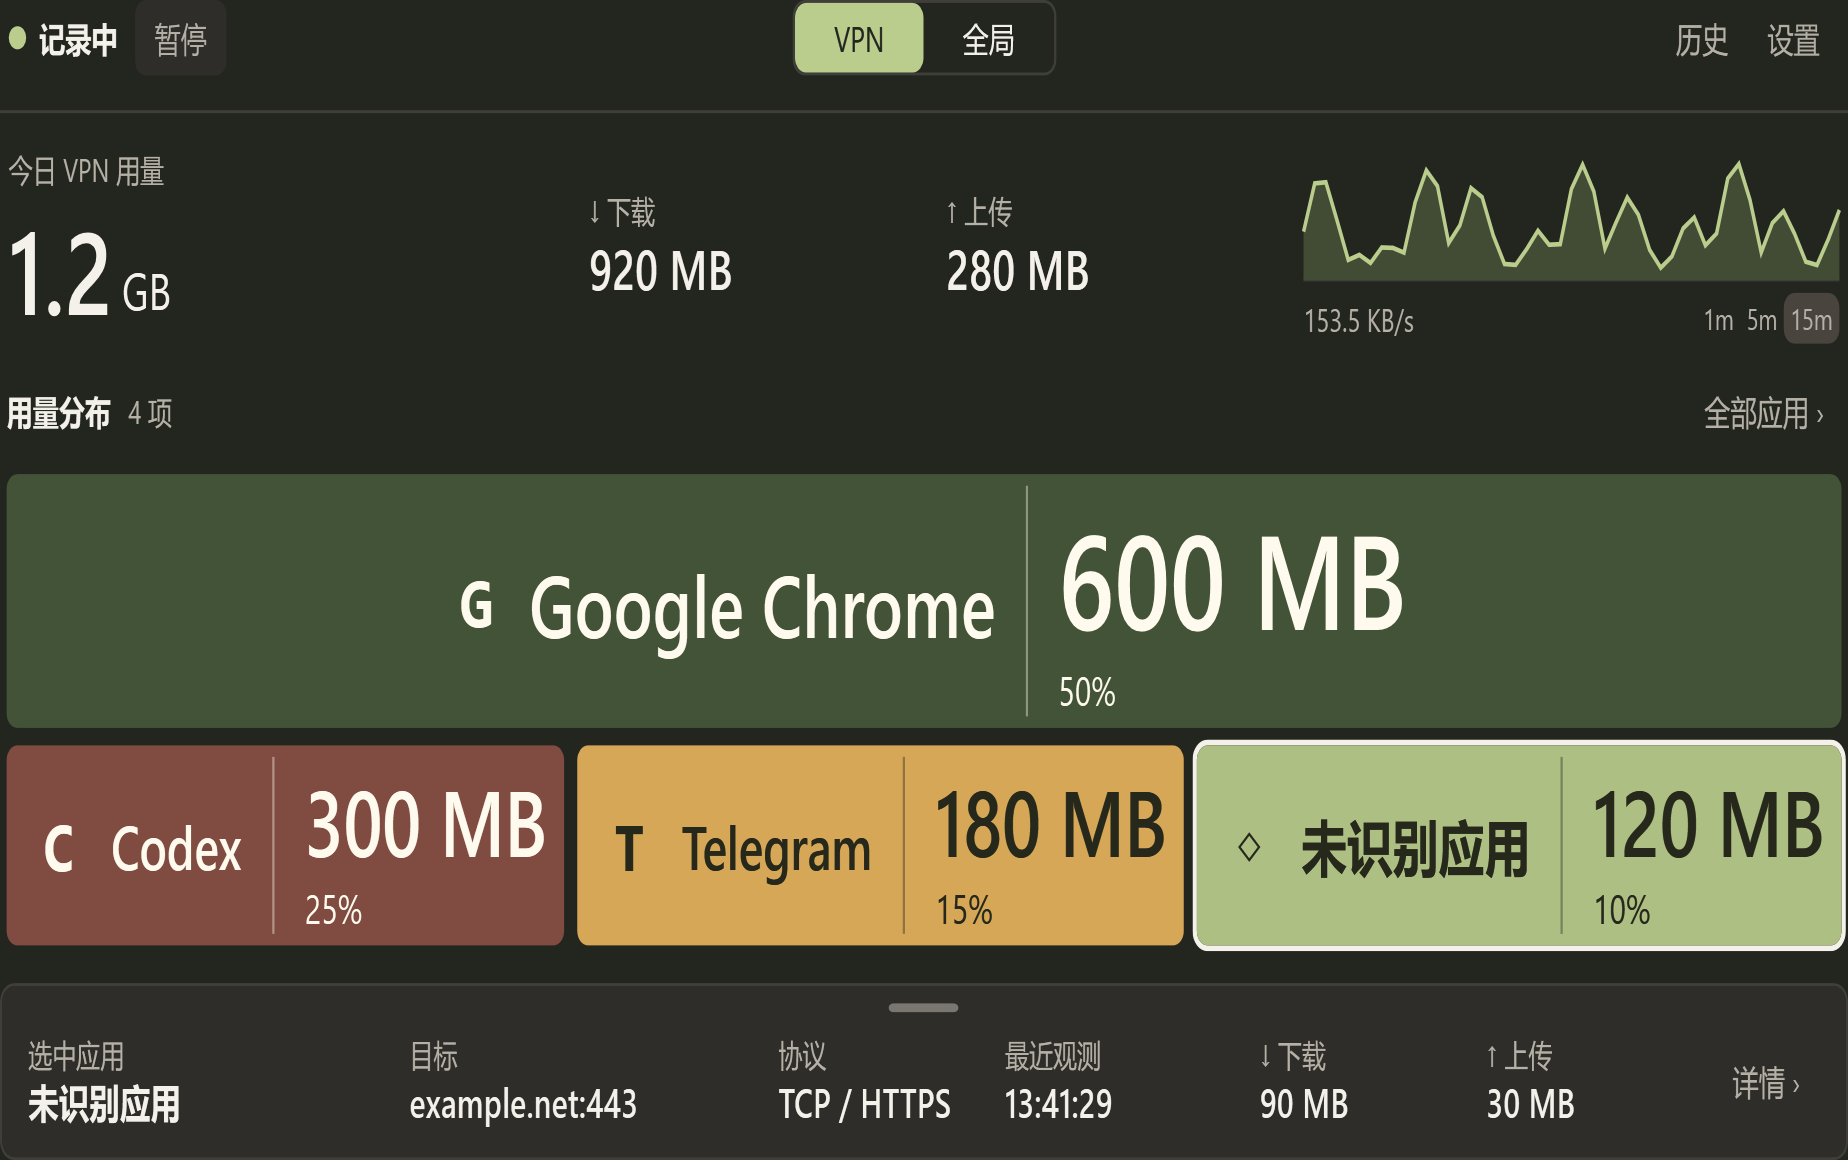 记录中 暂停 VPN 全局 历史 设置
今日 VPN 用量
1.2 GB
↓ 下载
920 MB
↑ 上传
280 MB
153.5 KB/s 1m 5m 15m
用量分布 4 项 全部应用 ›
G Google Chrome 600 MB
50%
C Codex 300 MB
25%
T Telegram 180 MB
15%
◇ 未识别应用 120 MB
10%
选中应用 目标 协议 最近观测 ↓ 下载 ↑ 上传
未识别应用 example.net:443 TCP / HTTPS 13:41:29 90 MB 30 MB 详情 ›